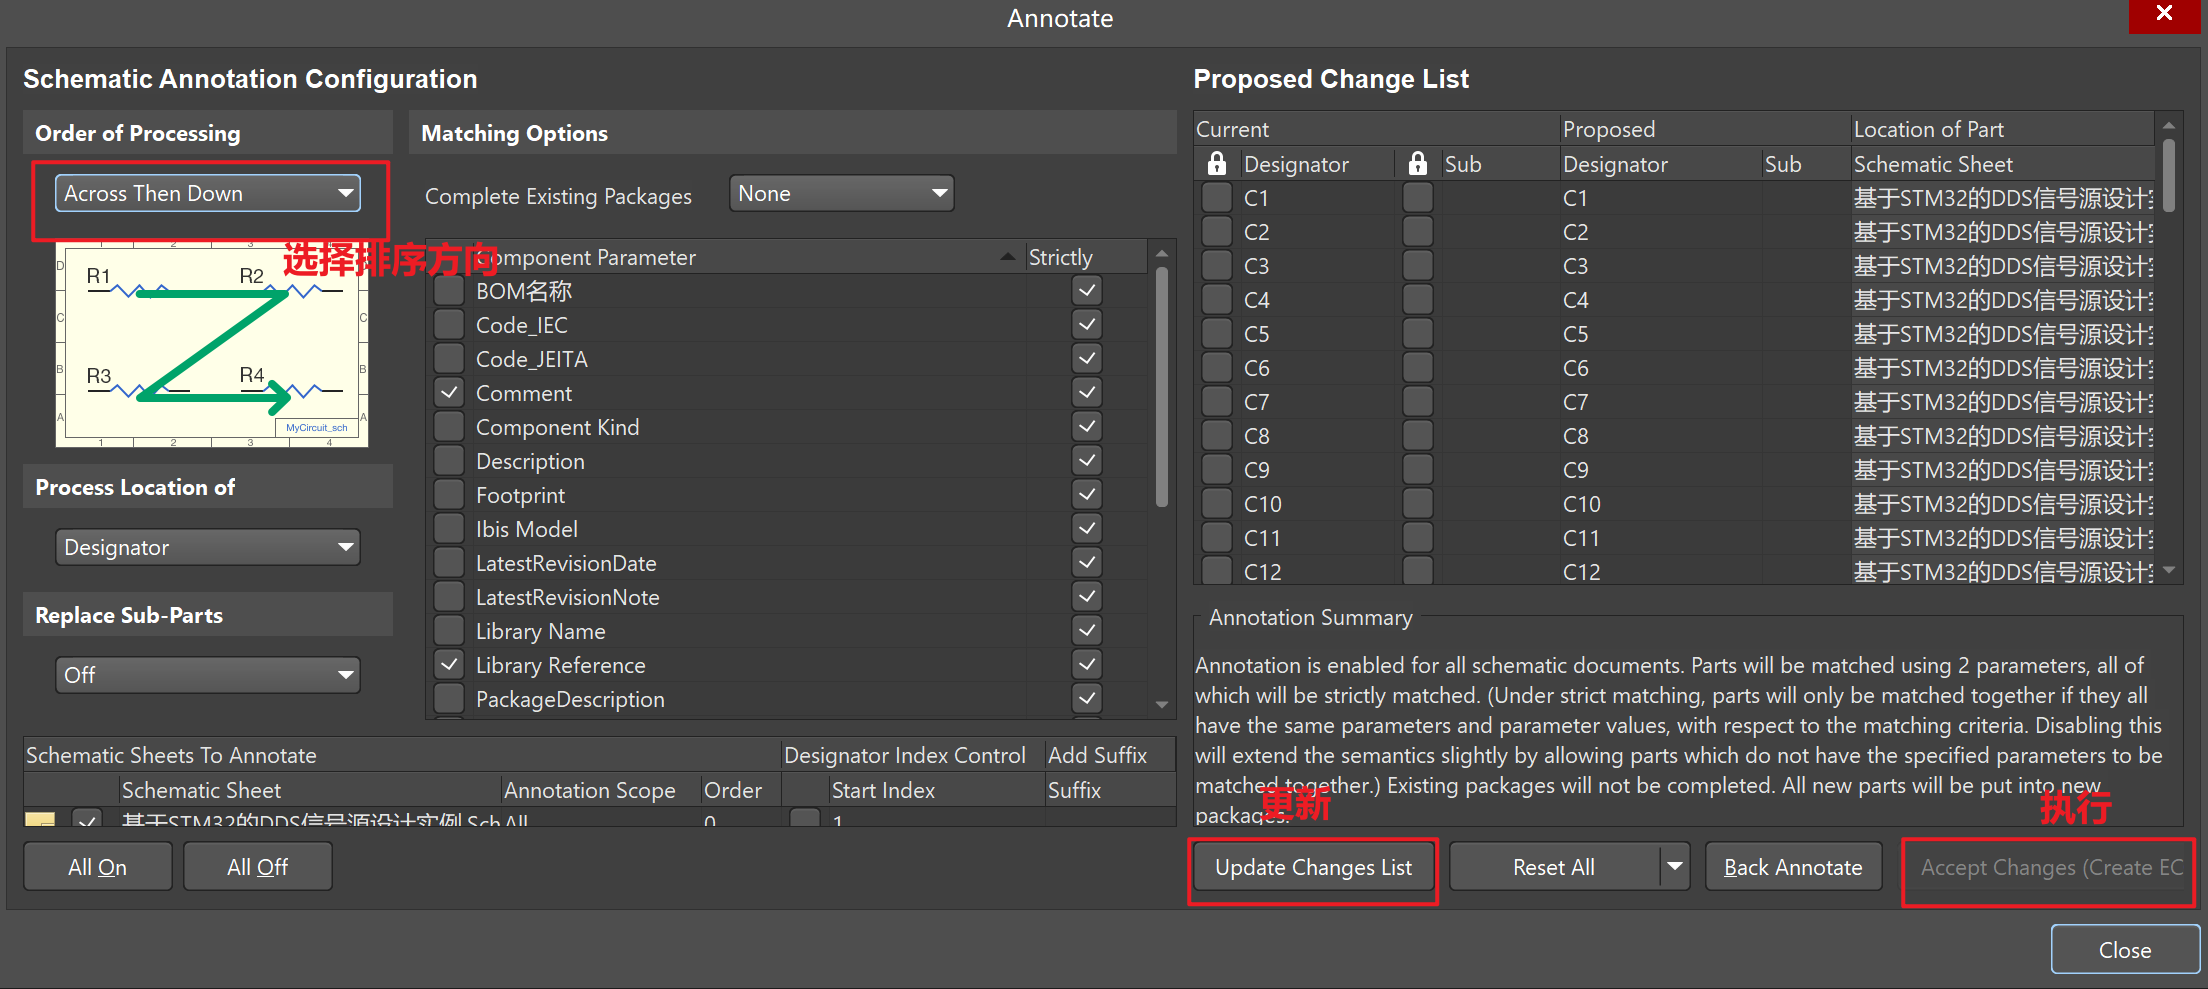 Annotate
Schematic Annotation Configuration
Order of Processing
Across Then Down
选择排序方向
1 2 3
D
C C
B B
A A
R1 R2
R3 R4
MyCircuit_sch
1 2 3 4
Process Location of
Designator
Replace Sub-Parts
Off
Matching Options
Complete Existing Packages None
omponent Parameter Strictly
BOM名称
Code_IEC
Code_JEITA
Comment
Component Kind
Description
Footprint
Ibis Model
LatestRevisionDate
LatestRevisionNote
Library Name
Library Reference
PackageDescription
Schematic Sheets To Annotate Designator Index Control Add Suffix
Schematic Sheet Annotation Scope Order Start Index Suffix
基于STM32的DDS信号源设计实例.Sch All 0 1
All On All Off
Proposed Change List
Current Proposed Location of Part
Designator Sub Designator Sub Schematic Sheet
C1 C1 基于STM32的DDS信号源设计
C2 C2 基于STM32的DDS信号源设计
C3 C3 基于STM32的DDS信号源设计
C4 C4 基于STM32的DDS信号源设计
C5 C5 基于STM32的DDS信号源设计
C6 C6 基于STM32的DDS信号源设计
C7 C7 基于STM32的DDS信号源设计
C8 C8 基于STM32的DDS信号源设计
C9 C9 基于STM32的DDS信号源设计
C10 C10 基于STM32的DDS信号源设计
C11 C11 基于STM32的DDS信号源设计
C12 C12 基于STM32的DDS信号源设计
Annotation Summary
Annotation is enabled for all schematic documents. Parts will be matched using 2 parameters, all of
which will be strictly matched. (Under strict matching, parts will only be matched together if they all
have the same parameters and parameter values, with respect to the matching criteria. Disabling this
will extend the semantics slightly by allowing parts which do not have the specified parameters to be
matched together.) Existing packages will not be completed. All new parts will be put into new
packages.
更新
执行
Update Changes List Reset All Back Annotate Accept Changes (Create EC
Close